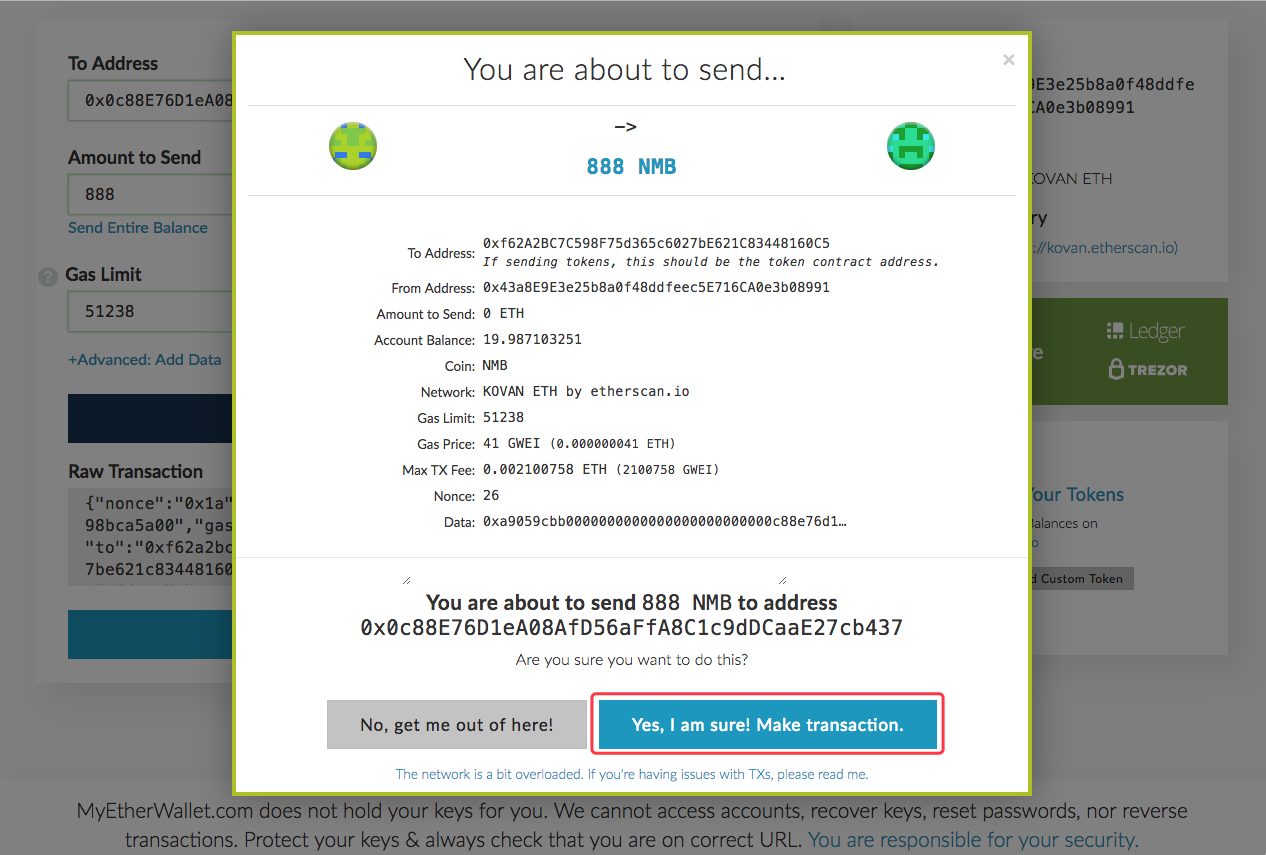 To Address
0x0c88E76D1eA08
Amount to Send
888
Send Entire Balance
? Gas Limit
51238
+Advanced: Add Data
Raw Transaction
{"nonce":"0x1a"
98bca5a00","gas
"to":"0xf62a2bc
7be621c83448160
You are about to send...
×
—>
888 NMB
To Address: 0xf62A2BC7C598F75d365c6027bE621C83448160C5
If sending tokens, this should be the token contract address.
From Address: 0x43a8E9E3e25b8a0f48ddfeec5E716CA0e3b08991
Amount to Send: 0 ETH
Account Balance: 19.987103251
Coin: NMB
Network: KOVAN ETH by etherscan.io
Gas Limit: 51238
Gas Price: 41 GWEI (0.000000041 ETH)
Max TX Fee: 0.002100758 ETH (2100758 GWEI)
Nonce: 26
Data: 0xa9059cbb0000000000000000000000000c88e76d1…
You are about to send 888 NMB to address
0x0c88E76D1eA08AfD56aFfA8C1c9dDCaaE27cb437
Are you sure you want to do this?
No, get me out of here!
Yes, I am sure! Make transaction.
The network is a bit overloaded. If you're having issues with TXs, please read me.
9E3e25b8a0f48ddfe
CA0e3b08991
KOVAN ETH
ry
://kovan.etherscan.io)
re
Ledger
TREZOR
Your Tokens
Balances on
o
d Custom Token
MyEtherWallet.com does not hold your keys for you. We cannot access accounts, recover keys, reset passwords, nor reverse
transactions. Protect your keys & always check that you are on correct URL. You are responsible for your security.